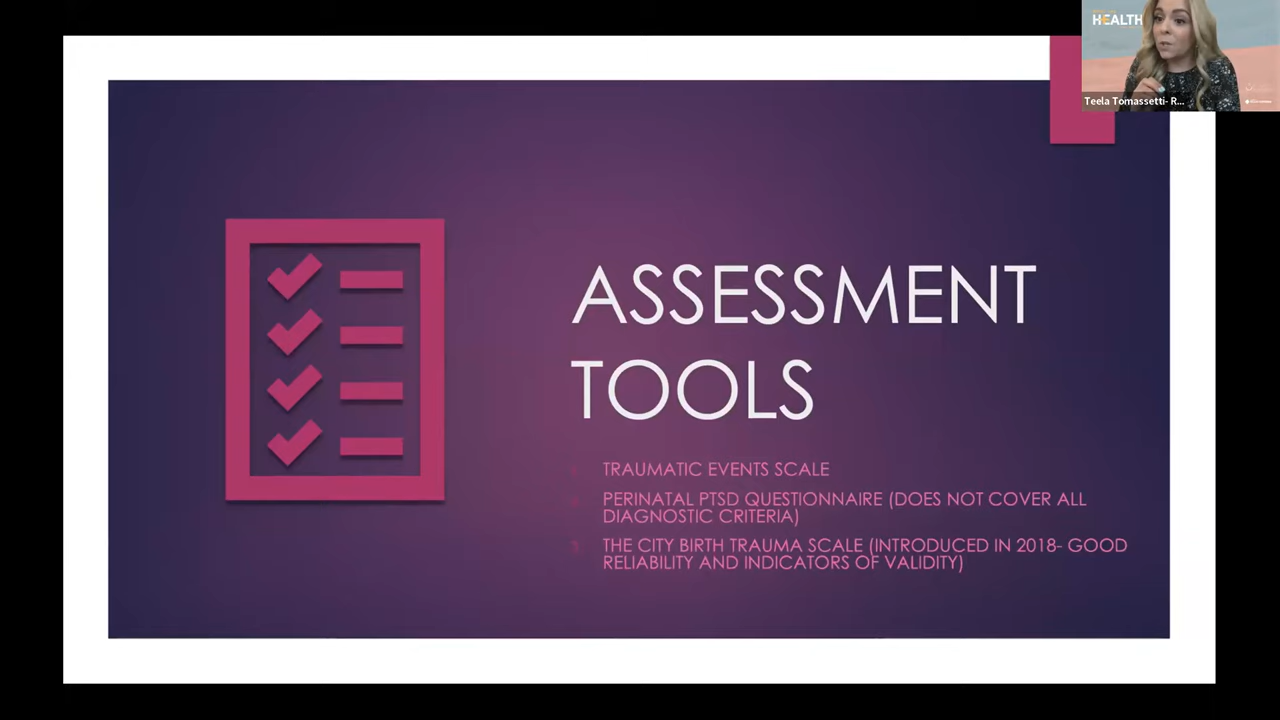 HEALTH
Teela Tomassetti- R...
ASSESSMENT
TOOLS
TRAUMATIC EVENTS SCALE
PERINATAL PTSD QUESTIONNAIRE (DOES NOT COVER ALL
DIAGNOSTIC CRITERIA)
THE CITY BIRTH TRAUMA SCALE (INTRODUCED IN 2018- GOOD
RELIABILITY AND INDICATORS OF VALIDITY)